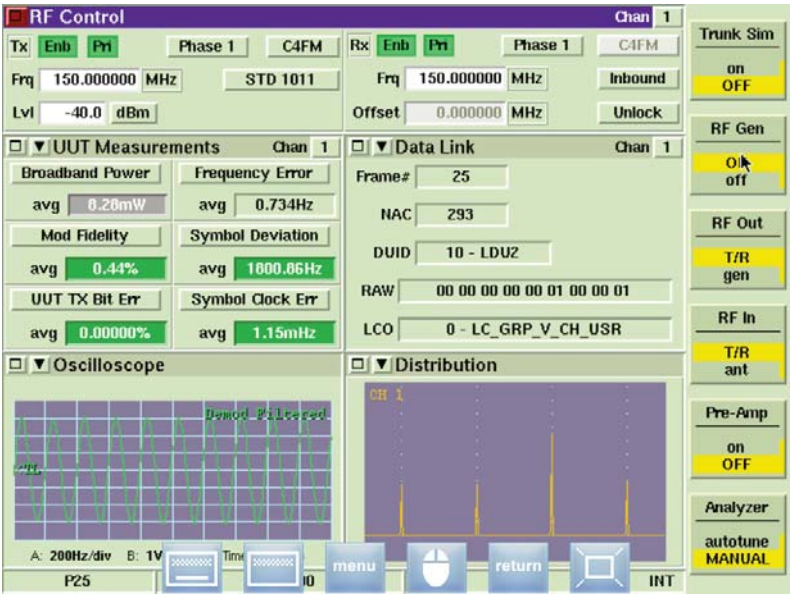 RF Control
Chan 1
Tx Enb Pri Phase 1 C4FM
Frq 150.000000 MHz STD 1011
Lvl -40.0 dBm
Rx Enb Pri Phase 1 C4FM
Frq 150.000000 MHz Inbound
Offset 0.000000 MHz Unlock
UUT Measurements Chan 1
Broadband Power Frequency Error
avg 8.28mW avg 0.734Hz
Mod Fidelity Symbol Deviation
avg 0.44% avg 1800.86Hz
UUT TX Bit Err Symbol Clock Err
avg 0.00000% avg 1.15mHz
Data Link Chan 1
Frame# 25
NAC 293
DUID 10 - LDU2
RAW 00 00 00 00 00 01 00 00 01
LCO 0 - LC_GRP_V_CH_USR
Oscilloscope
Demod Filtered
A: 200Hz/div B: 1V Time
Distribution
CH 1
menu
return
P25
INT
Trunk Sim
on
OFF
RF Gen
off
RF Out
T/R
gen
RF In
T/R
ant
Pre-Amp
on
OFF
Analyzer
autotune
MANUAL